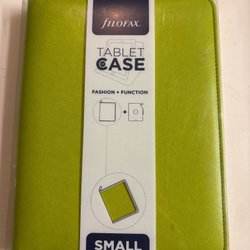 fILOFAX
TABLET
CASE
FASHION + FUNCTION
+
SMALL